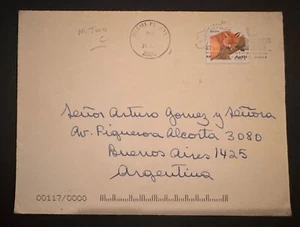 Señor Arturo Gomez y Señora
Av. Figueroa Alcorta 3080
Buenos Aires 1425
Argentina
00117/0000